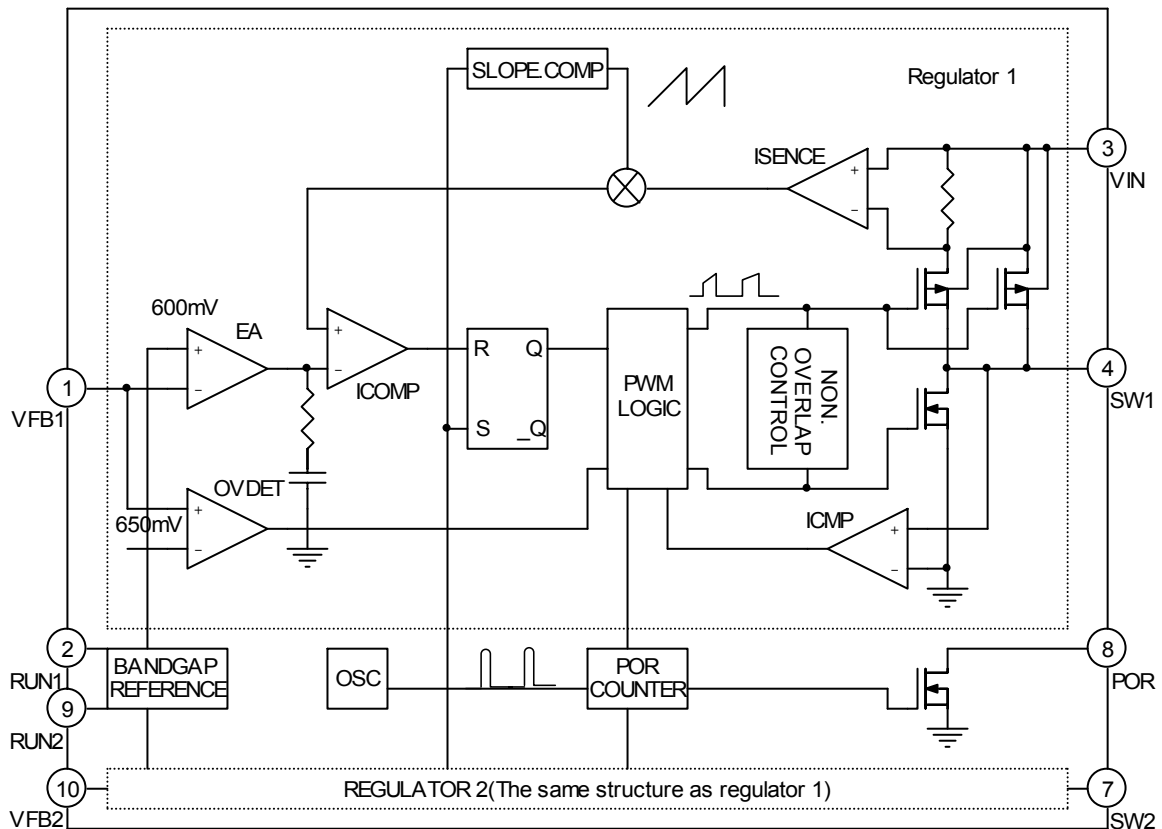 SLOPE.COMP
Regulator 1
ISENCE
+
−
3
VIN
600mV
EA
+
−
+
−
ICOMP
R
Q
S
_Q
PWM
LOGIC
NON.
OVERLAP
CONTROL
4
SW1
1
VFB1
OVDET
650mV
+
−
ICMP
+
−
2
RUN1
9
RUN2
BANDGAP
REFERENCE
OSC
POR
COUNTER
8
POR
10
VFB2
REGULATOR 2(The same structure as regulator 1)
7
SW2